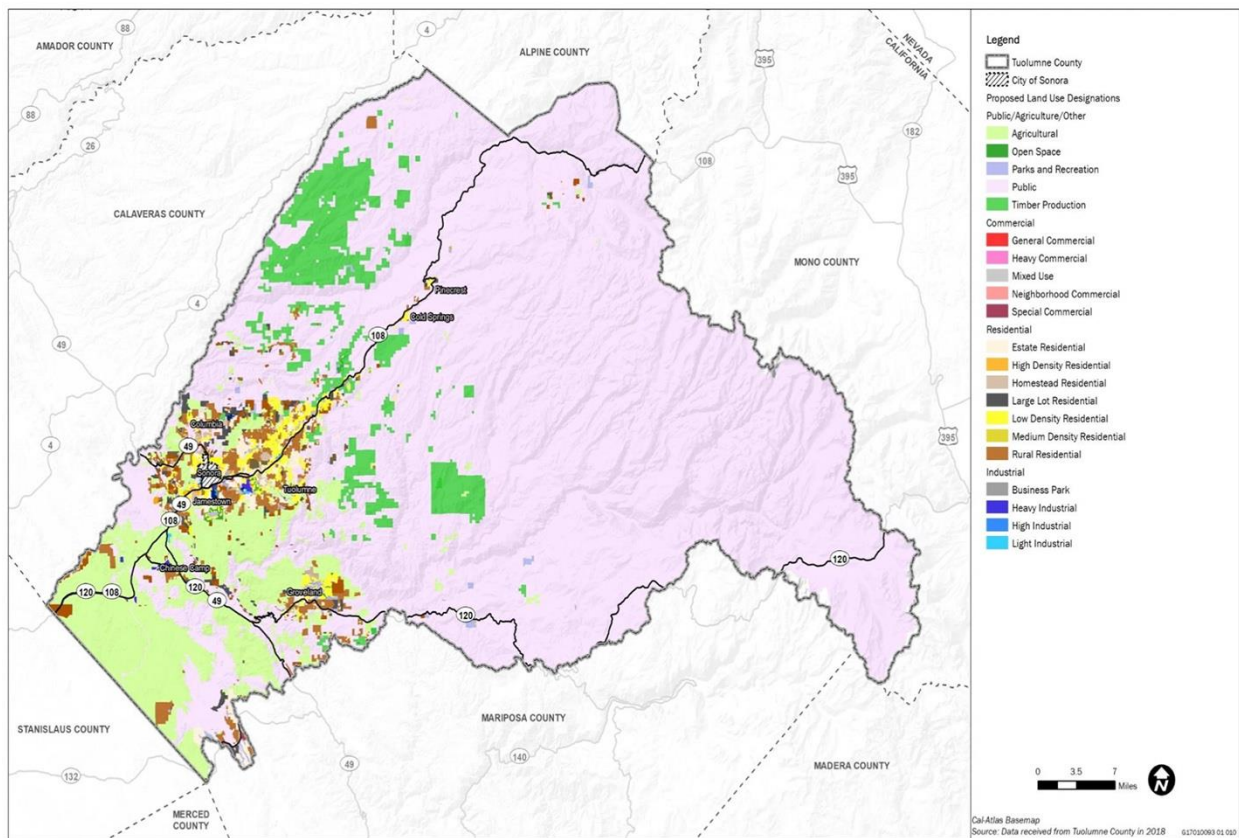 88
4
AMADOR COUNTY
ALPINE COUNTY
395
NEVADA
CALIFORNIA
88
26
182
108
395
CALAVERAS COUNTY
MONO COUNTY
4
Pinecrest
Cold Springs
108
49
Columbia
4
49
395
Sonora
Tuolumne
Jamestown
49
108
Chinese Camp
120
120
108
120
49
Groveland
120
STANISLAUS COUNTY
MARIPOSA COUNTY
140
49
132
MADERA COUNTY
MERCED
COUNTY
Legend
Tuolumne County
City of Sonora
Proposed Land Use Designations
Public/Agriculture/Other
Agricultural
Open Space
Parks and Recreation
Public
Timber Production
Commercial
General Commercial
Heavy Commercial
Mixed Use
Neighborhood Commercial
Special Commercial
Residential
Estate Residential
High Density Residential
Homestead Residential
Large Lot Residential
Low Density Residential
Medium Density Residential
Rural Residential
Industrial
Business Park
Heavy Industrial
High Industrial
Light Industrial
0 3.5 7
Miles
N
Cal-Atlas Basemap
Source: Data received from Tuolumne County in 2018
G17010093 01 010